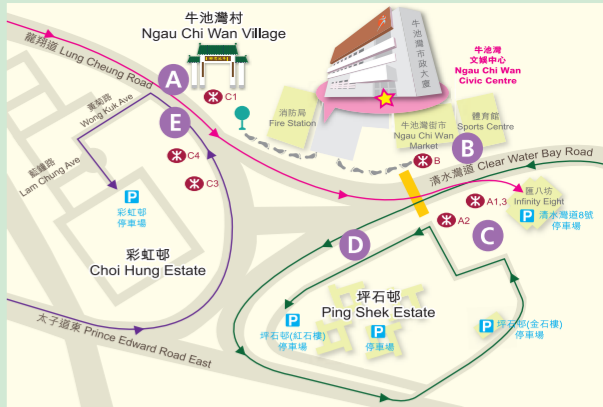 牛池灣村
Ngau Chi Wan Village
龍翔道 Lung Cheung Road
A
C1
黃菊路
Wong Kuk Ave
藍鐘路
Lam Chung Ave
E
C4
C3
P
彩虹邨
停車場
彩虹邨
Choi Hung Estate
太子道東 Prince Edward Road East
消防局
Fire Station
牛池灣市政大廈
牛池灣
文娛中心
Ngau Chi Wan
Civic Centre
牛池灣街市
Ngau Chi Wan
Market
體育館
Sports Centre
B
B
清水灣道 Clear Water Bay Road
A1,3
A2
C
匯八坊
Infinity Eight
P 清水灣道8號
停車場
D
坪石邨
Ping Shek Estate
P
坪石邨(紅石樓)
停車場
P
停車場
P 坪石邨(金石樓)
停車場